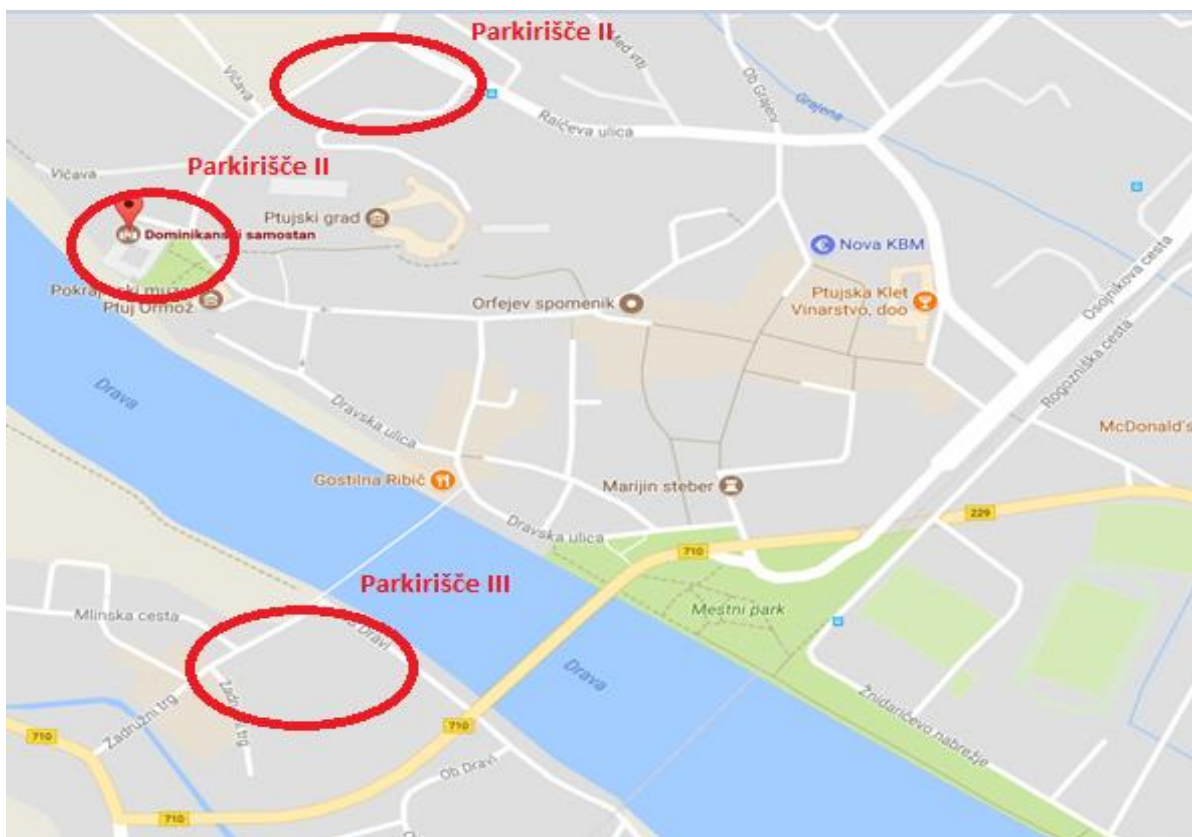 Parkirišče II
Med vrti
Vičava
Ob Grajeni
Grajena
Raičeva ulica
Parkirišče II
Vičava
Ptujski grad
Dominikanski samostan
Nova KBM
Osojnikova cesta
Pokrajinski muzej
Ptuj Ormož
Orfejev spomenik
Ptujska Klet
Vinarstvo, doo
Rogozniška cesta
Drava
Dravska ulica
McDonald's
Gostilna Ribič
Marijin steber
229
Dravska ulica
710
Parkirišče III
Mestni park
Mlinska cesta
Dravi
Drava
Zadružni trg
Zadružni trg
Žnidaričevo nabrežje
710
710
Ob Dravi
710